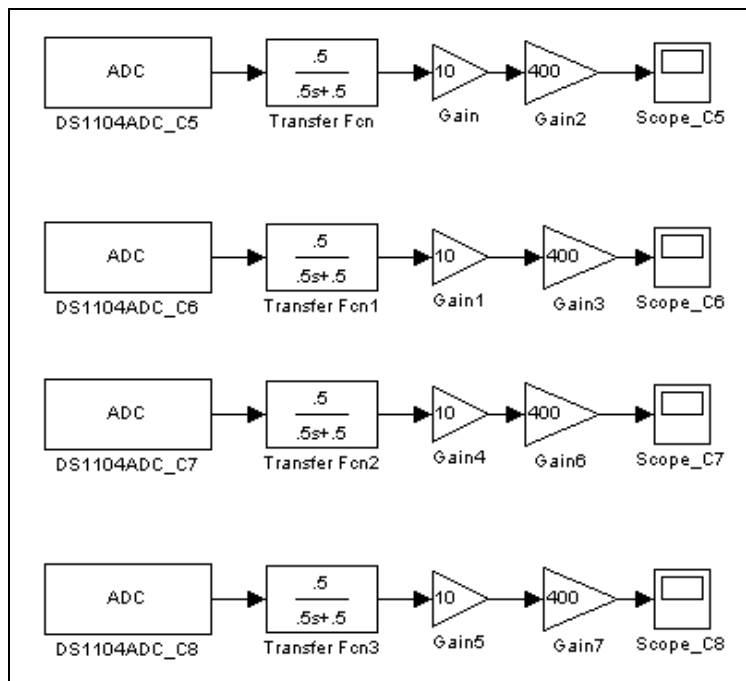 ADC
.5
.5s+.5
10
400
DS1104ADC_C5
Transfer Fcn
Gain
Gain2
Scope_C5
ADC
.5
.5s+.5
10
400
DS1104ADC_C6
Transfer Fcn1
Gain1
Gain3
Scope_C6
ADC
.5
.5s+.5
10
400
DS1104ADC_C7
Transfer Fcn2
Gain4
Gain6
Scope_C7
ADC
.5
.5s+.5
10
400
DS1104ADC_C8
Transfer Fcn3
Gain5
Gain7
Scope_C8